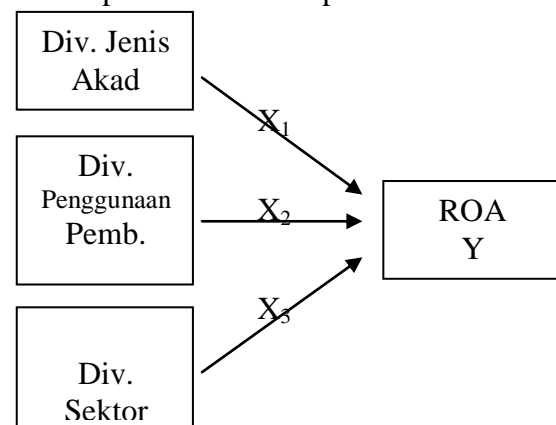 Div. Jenis
Akad
X₁
Div.
Penggunaan
Pemb.
X₂
ROA
Y
X₃
Div.
Sektor